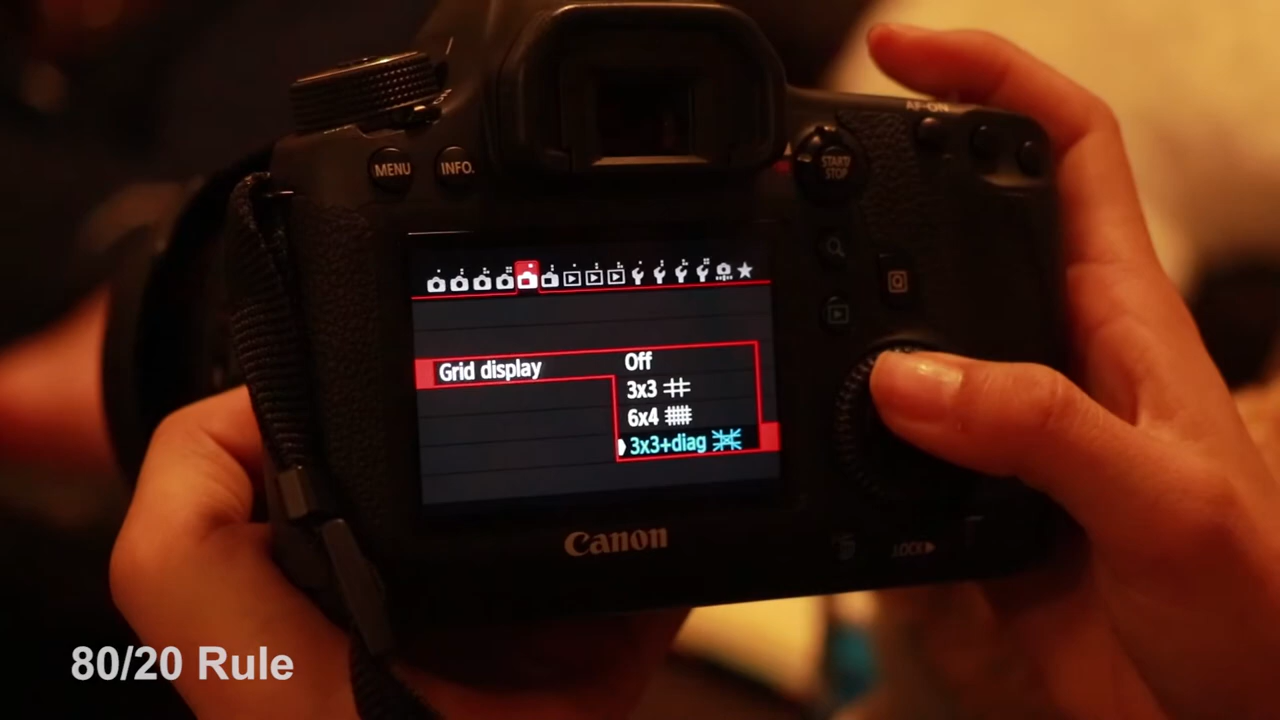 AF-ON
MENU
INFO.
START/
STOP
Q
Grid display
Off
3x3
6x4
3x3+diag
Canon
LOCK▶
80/20 Rule